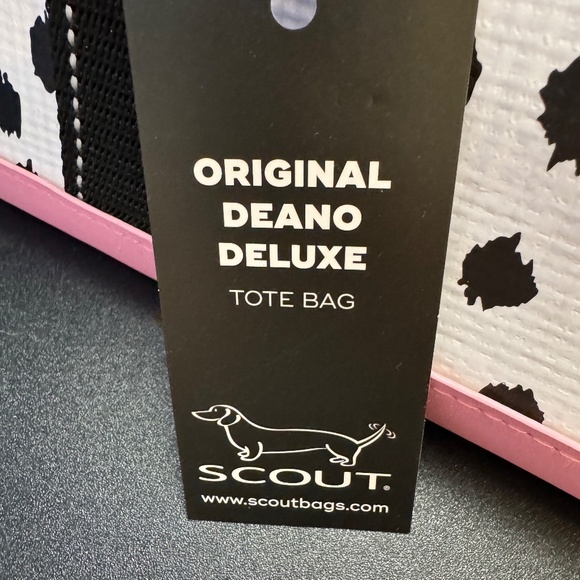 ORIGINAL
DEANO
DELUXE
TOTE BAG
SCOUT®
www.scoutbags.com